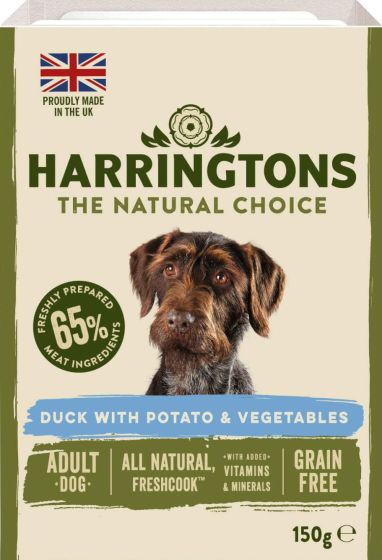 PROUDLY MADE
IN THE UK
HARRINGTONS
THE NATURAL CHOICE
FRESHLY PREPARED
65%
MEAT INGREDIENTS
DUCK WITH POTATO & VEGETABLES
ADULT
·DOG·
ALL NATURAL,
FRESHCOOK™
•WITH ADDED•
VITAMINS
& MINERALS
GRAIN
FREE
150g ℮